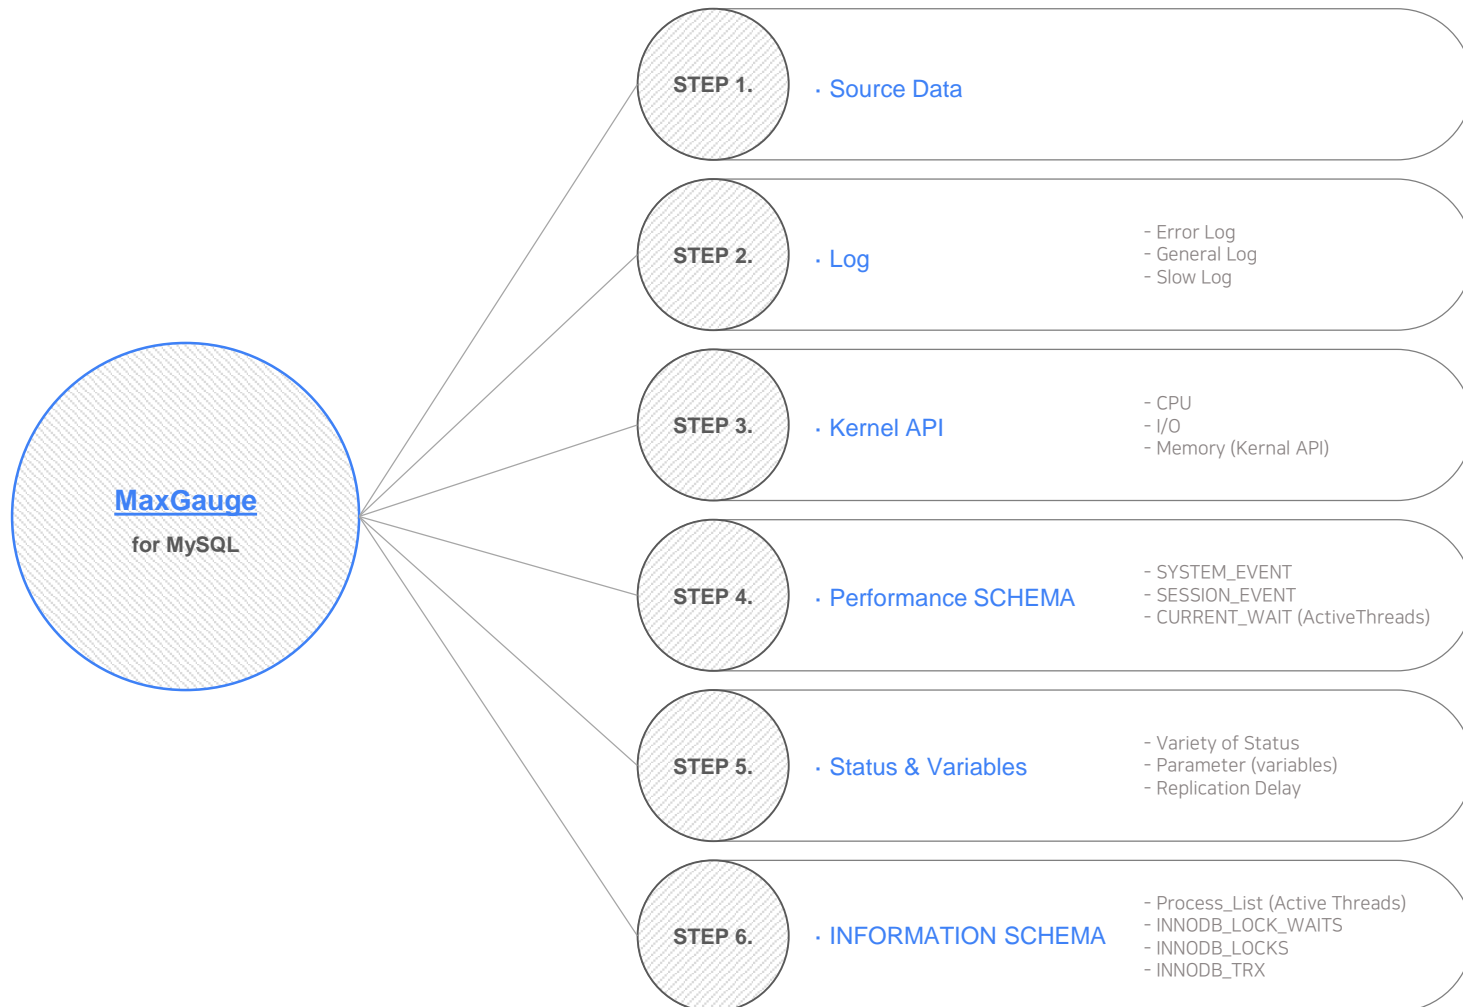 MaxGauge
for MySQL
STEP 1.
· Source Data
STEP 2.
· Log
- Error Log
- General Log
- Slow Log
STEP 3.
· Kernel API
- CPU
- I/O
- Memory (Kernal API)
STEP 4.
· Performance SCHEMA
- SYSTEM_EVENT
- SESSION_EVENT
- CURRENT_WAIT (ActiveThreads)
STEP 5.
· Status & Variables
- Variety of Status
- Parameter (variables)
- Replication Delay
STEP 6.
· INFORMATION SCHEMA
- Process_List (Active Threads)
- INNODB_LOCK_WAITS
- INNODB_LOCKS
- INNODB_TRX